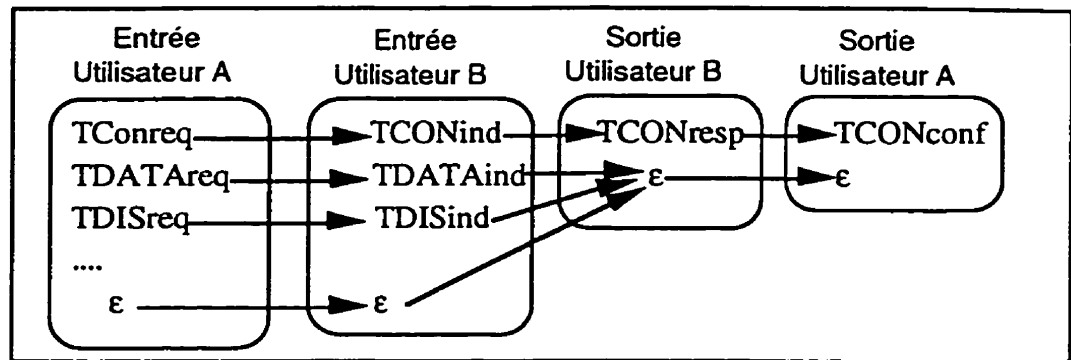 Entrée Utilisateur A
Entrée Utilisateur B
Sortie Utilisateur B
Sortie Utilisateur A
TConreq TCONind TCONresp TCONconf
TDATAreq TDATAind ε ε
TDISreq TDISind
....
ε ε